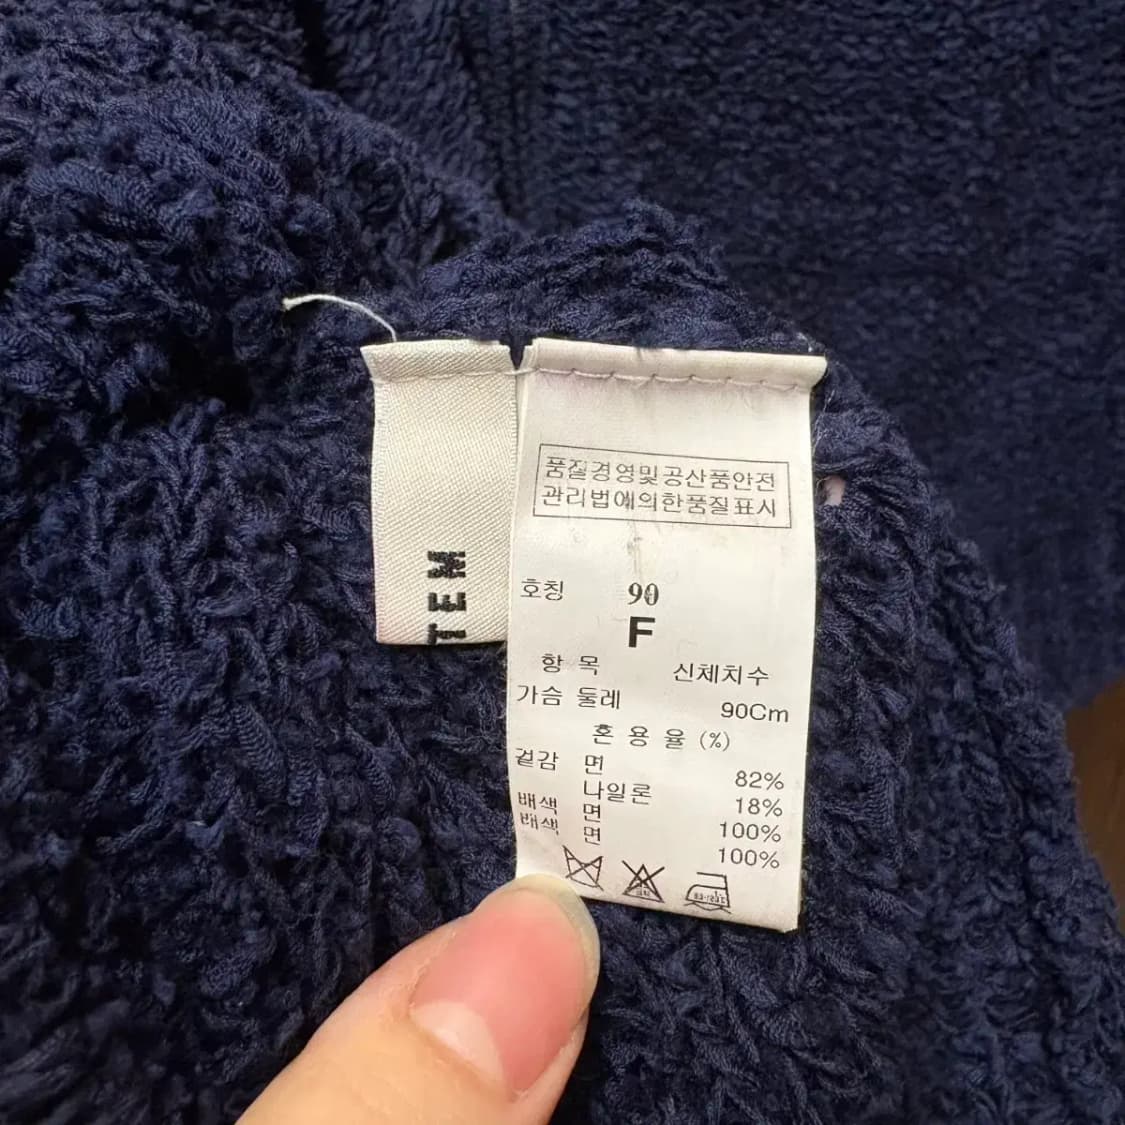 TEM
품질경영및공산품안전
관리법에의한품질표시
호칭 90
F
항 목 신체치수
가슴 둘레 90Cm
혼 용 율 (%)
겉감 면 82%
나일론 18%
배색 면 100%
배색 면 100%